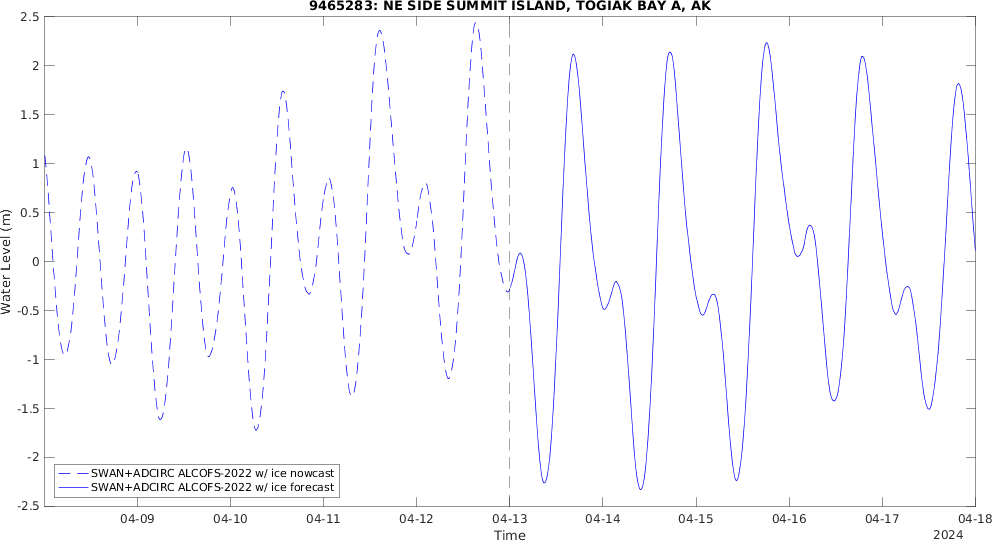 9465283: NE SIDE SUMMIT ISLAND, TOGIAK BAY A, AK
Water Level (m)
2.5
2
1.5
1
0.5
0
-0.5
-1
-1.5
-2
-2.5
SWAN+ADCIRC ALCOFS-2022 w/ ice nowcast
SWAN+ADCIRC ALCOFS-2022 w/ ice forecast
04-09 04-10 04-11 04-12 04-13 04-14 04-15 04-16 04-17 04-18
Time
2024